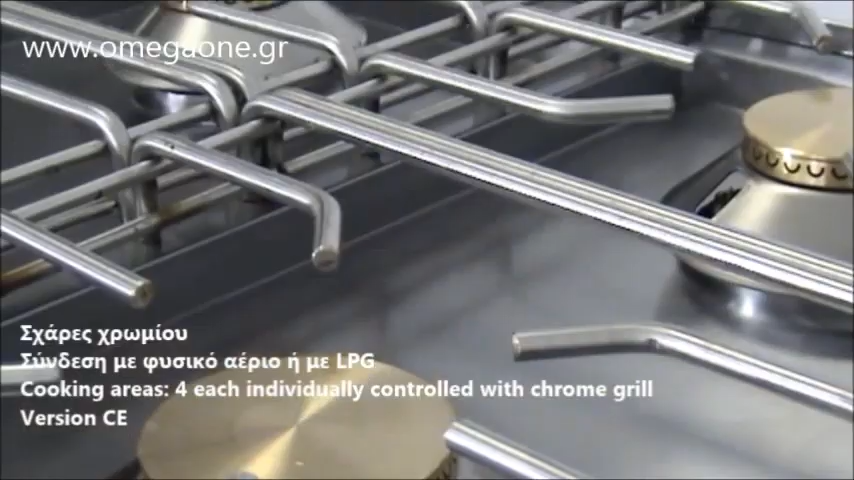 www.omegaone.gr
Σχάρες χρωμίου
Σύνδεση με φυσικό αέριο ή με LPG
Cooking areas: 4 each individually controlled with chrome grill
Version CE